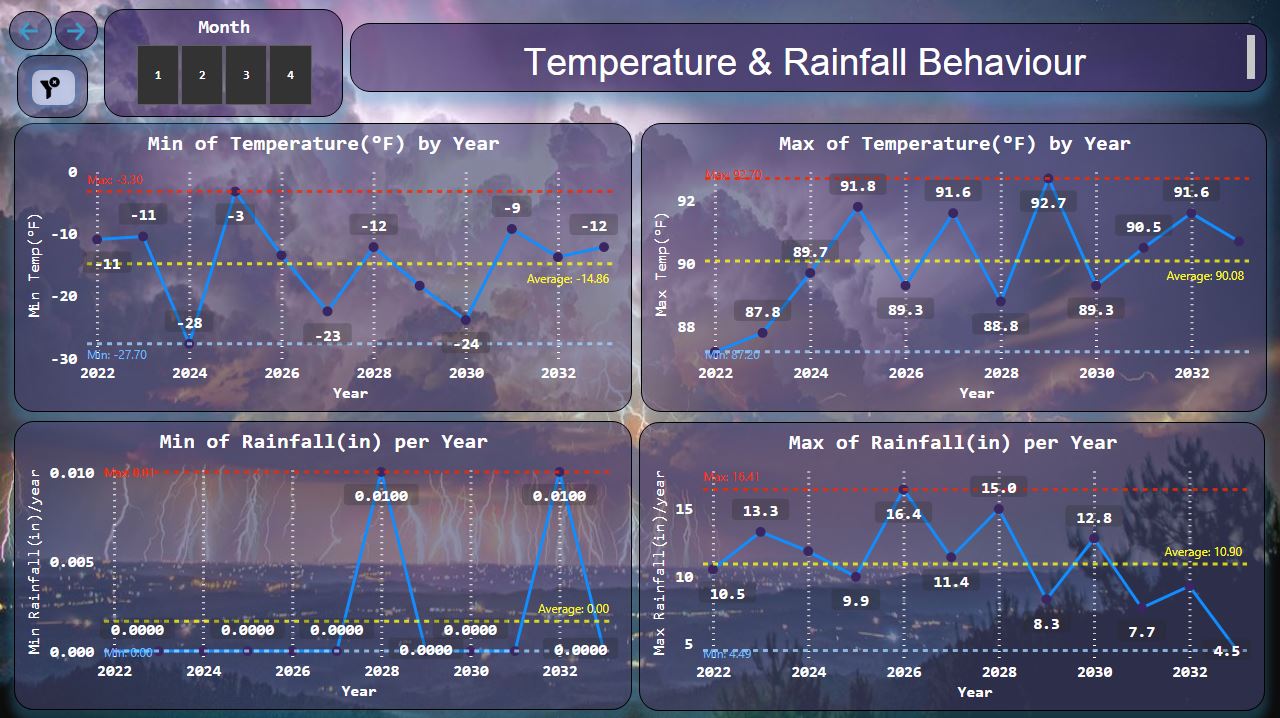 Month
1 2 3 4
Temperature & Rainfall Behaviour
Min of Temperature(°F) by Year
Min Temp(°F)
0
-10
-20
-30
Max: -3.30
-11
-11
-28
-3
-23
-12
-24
-9
-12
Average: -14.86
Min: -27.70
2022 2024 2026 2028 2030 2032
Year
Max of Temperature(°F) by Year
Max Temp(°F)
92
90
88
Max: 92.70
87.8
89.7
91.8
89.3
91.6
88.8
92.7
89.3
90.5
91.6
Average: 90.08
Min: 87.20
2022 2024 2026 2028 2030 2032
Year
Min of Rainfall(in) per Year
Min Rainfall(in)/year
0.010
0.005
0.000
Max: 0.01
0.0100
0.0100
Average: 0.00
0.0000 0.0000 0.0000 0.0000
0.0000 0.0000
Min: 0.00
2022 2024 2026 2028 2030 2032
Year
Max of Rainfall(in) per Year
Max Rainfall(in)/year
15
10
5
Max: 16.41
10.5
13.3
9.9
16.4
11.4
15.0
8.3
12.8
7.7
4.5
Average: 10.90
Min: 4.49
2022 2024 2026 2028 2030 2032
Year